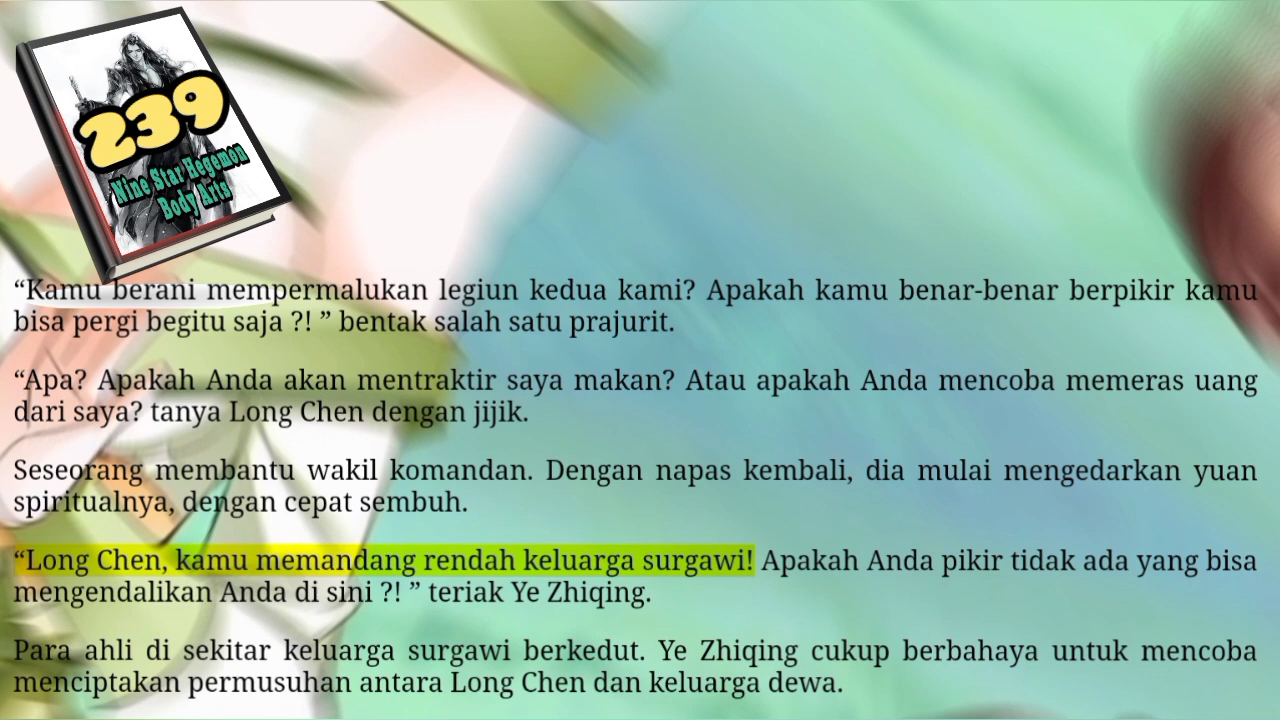 239
Nine Star Hegemon
Body Arts
“Kamu berani mempermalukan legiun kedua kami? Apakah kamu benar-benar berpikir kamu
bisa pergi begitu saja ?! ” bentak salah satu prajurit.
“Apa? Apakah Anda akan mentraktir saya makan? Atau apakah Anda mencoba memeras uang
dari saya? tanya Long Chen dengan jijik.
Seseorang membantu wakil komandan. Dengan napas kembali, dia mulai mengedarkan yuan
spiritualnya, dengan cepat sembuh.
“Long Chen, kamu memandang rendah keluarga surgawi! Apakah Anda pikir tidak ada yang bisa
mengendalikan Anda di sini ?! ” teriak Ye Zhiqing.
Para ahli di sekitar keluarga surgawi berkedut. Ye Zhiqing cukup berbahaya untuk mencoba
menciptakan permusuhan antara Long Chen dan keluarga dewa.